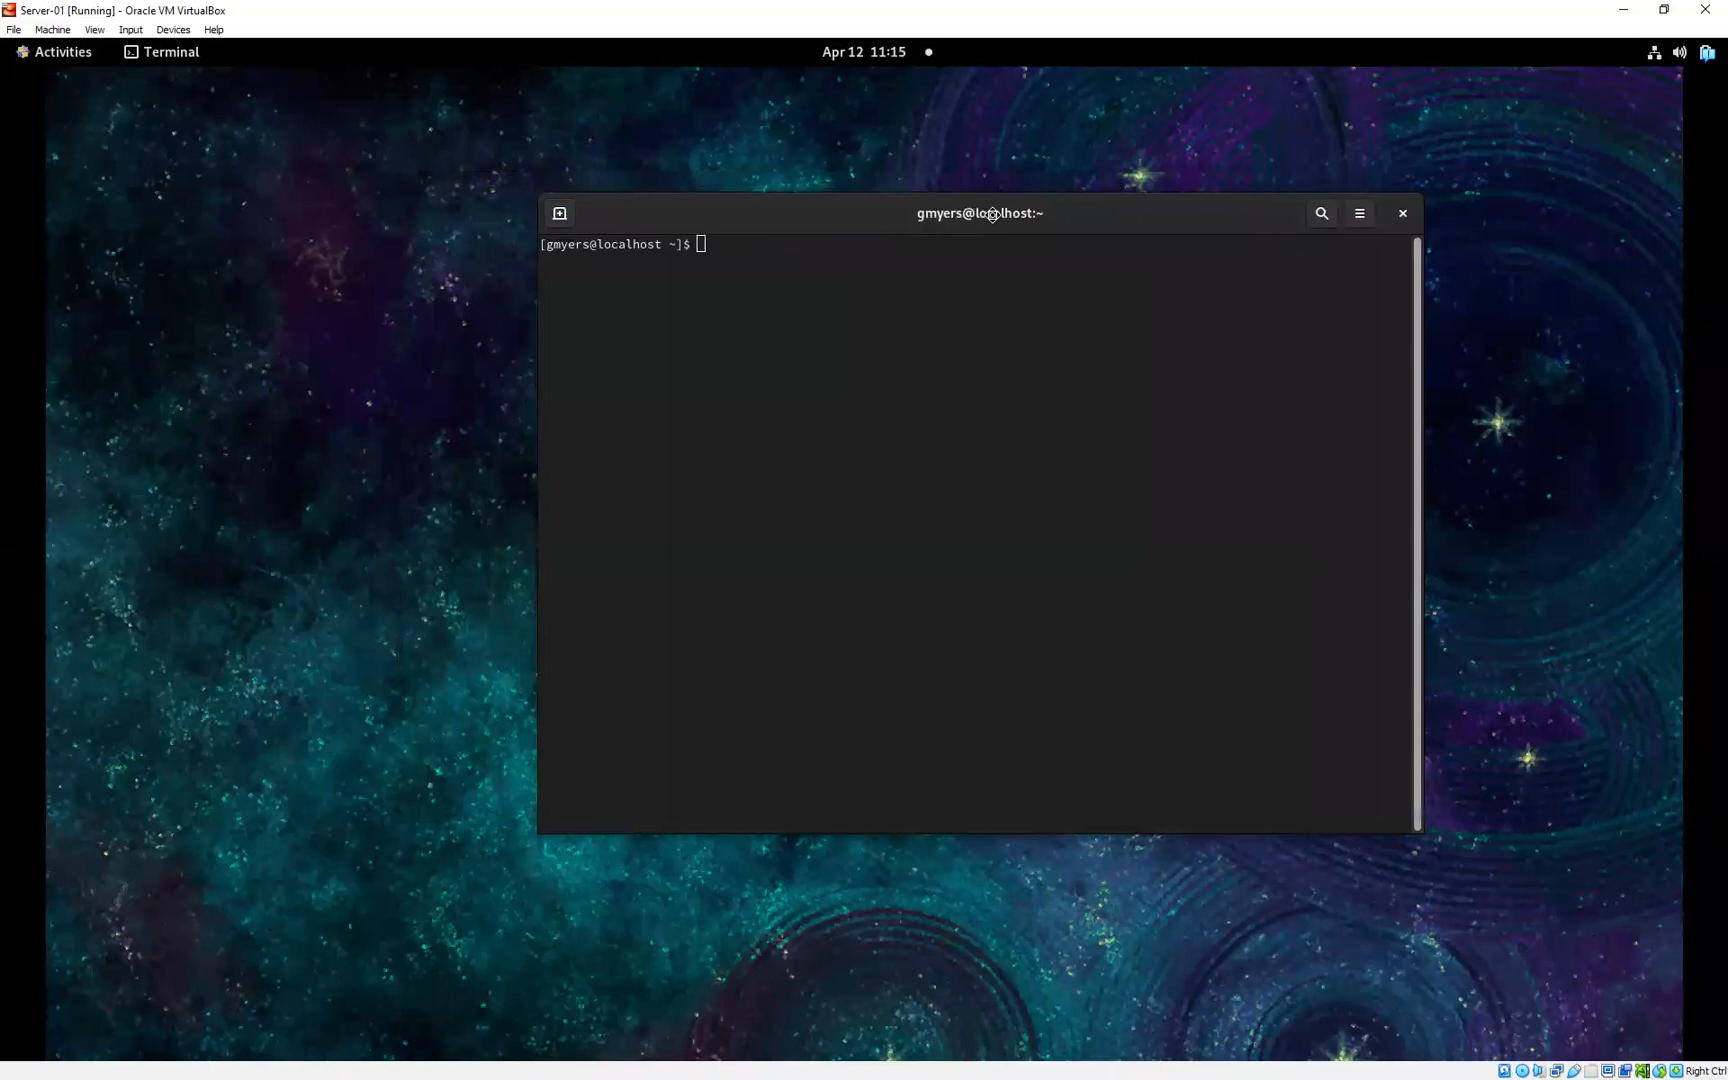 Server-01 [Running] - Oracle VM VirtualBox
File Machine View Input Devices Help
Activities Terminal Apr 12 11:15
gmyers@localhost:~
[gmyers@localhost ~]$
Right Ctrl